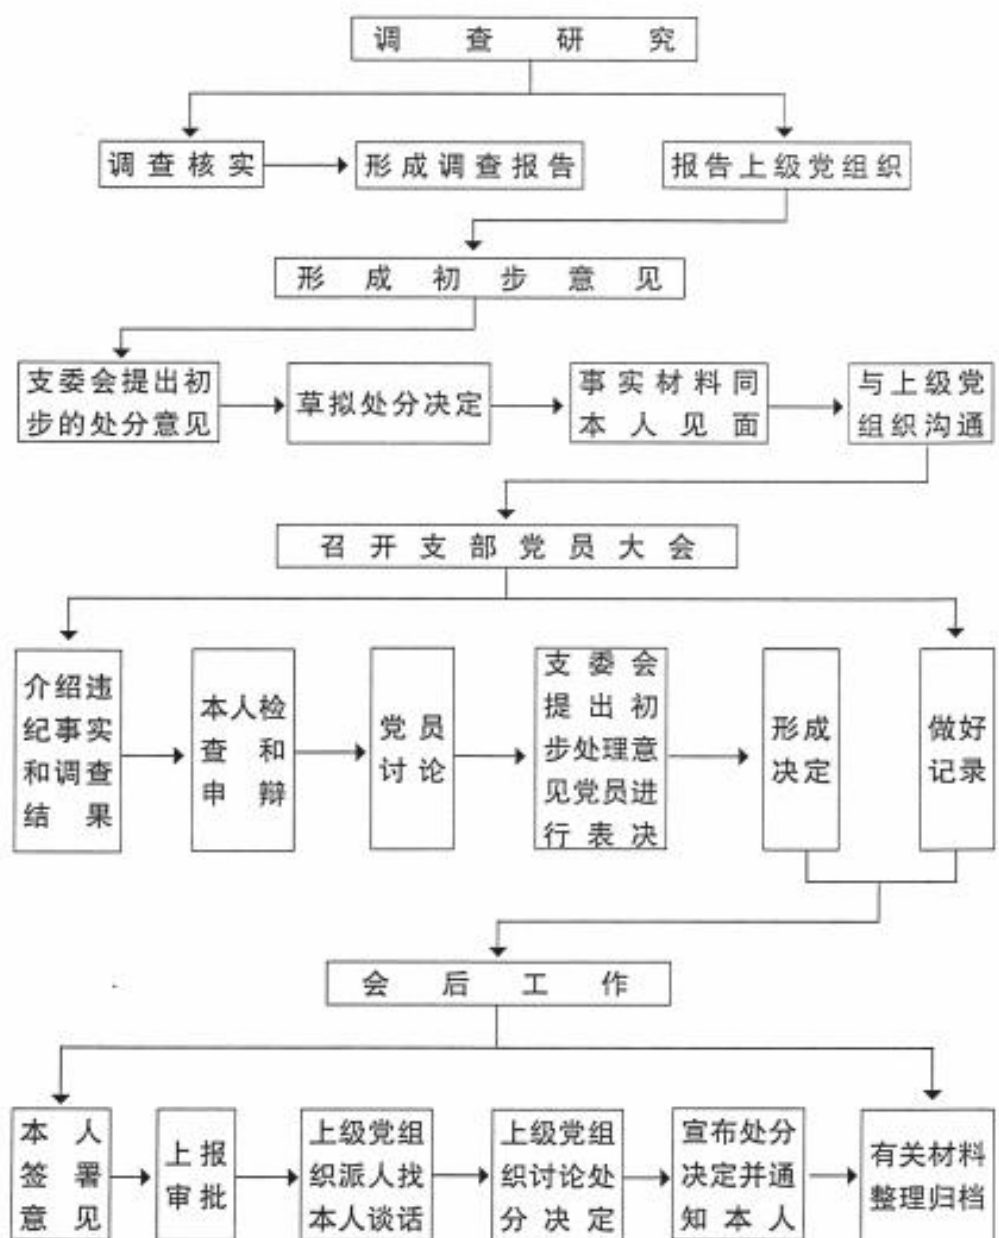 调查研究
调查核实
形成调查报告
报告上级党组织
形成初步意见
支委会提出初
步的处分意见
草拟处分决定
事实材料同
本人见面
与上级党
组织沟通
召开支部党员大会
介绍违
纪事实
和调查
结果
本人检
查和
申辩
党员
讨论
支委会
提出初
步处理意
见党员进
行表决
形成
决定
做好
记录
会后工作
本人
签署
意见
上报
审批
上级党组
织派人找
本人谈话
上级党组
织讨论处
分决定
宣布处分
决定并通
知本人
有关材料
整理归档